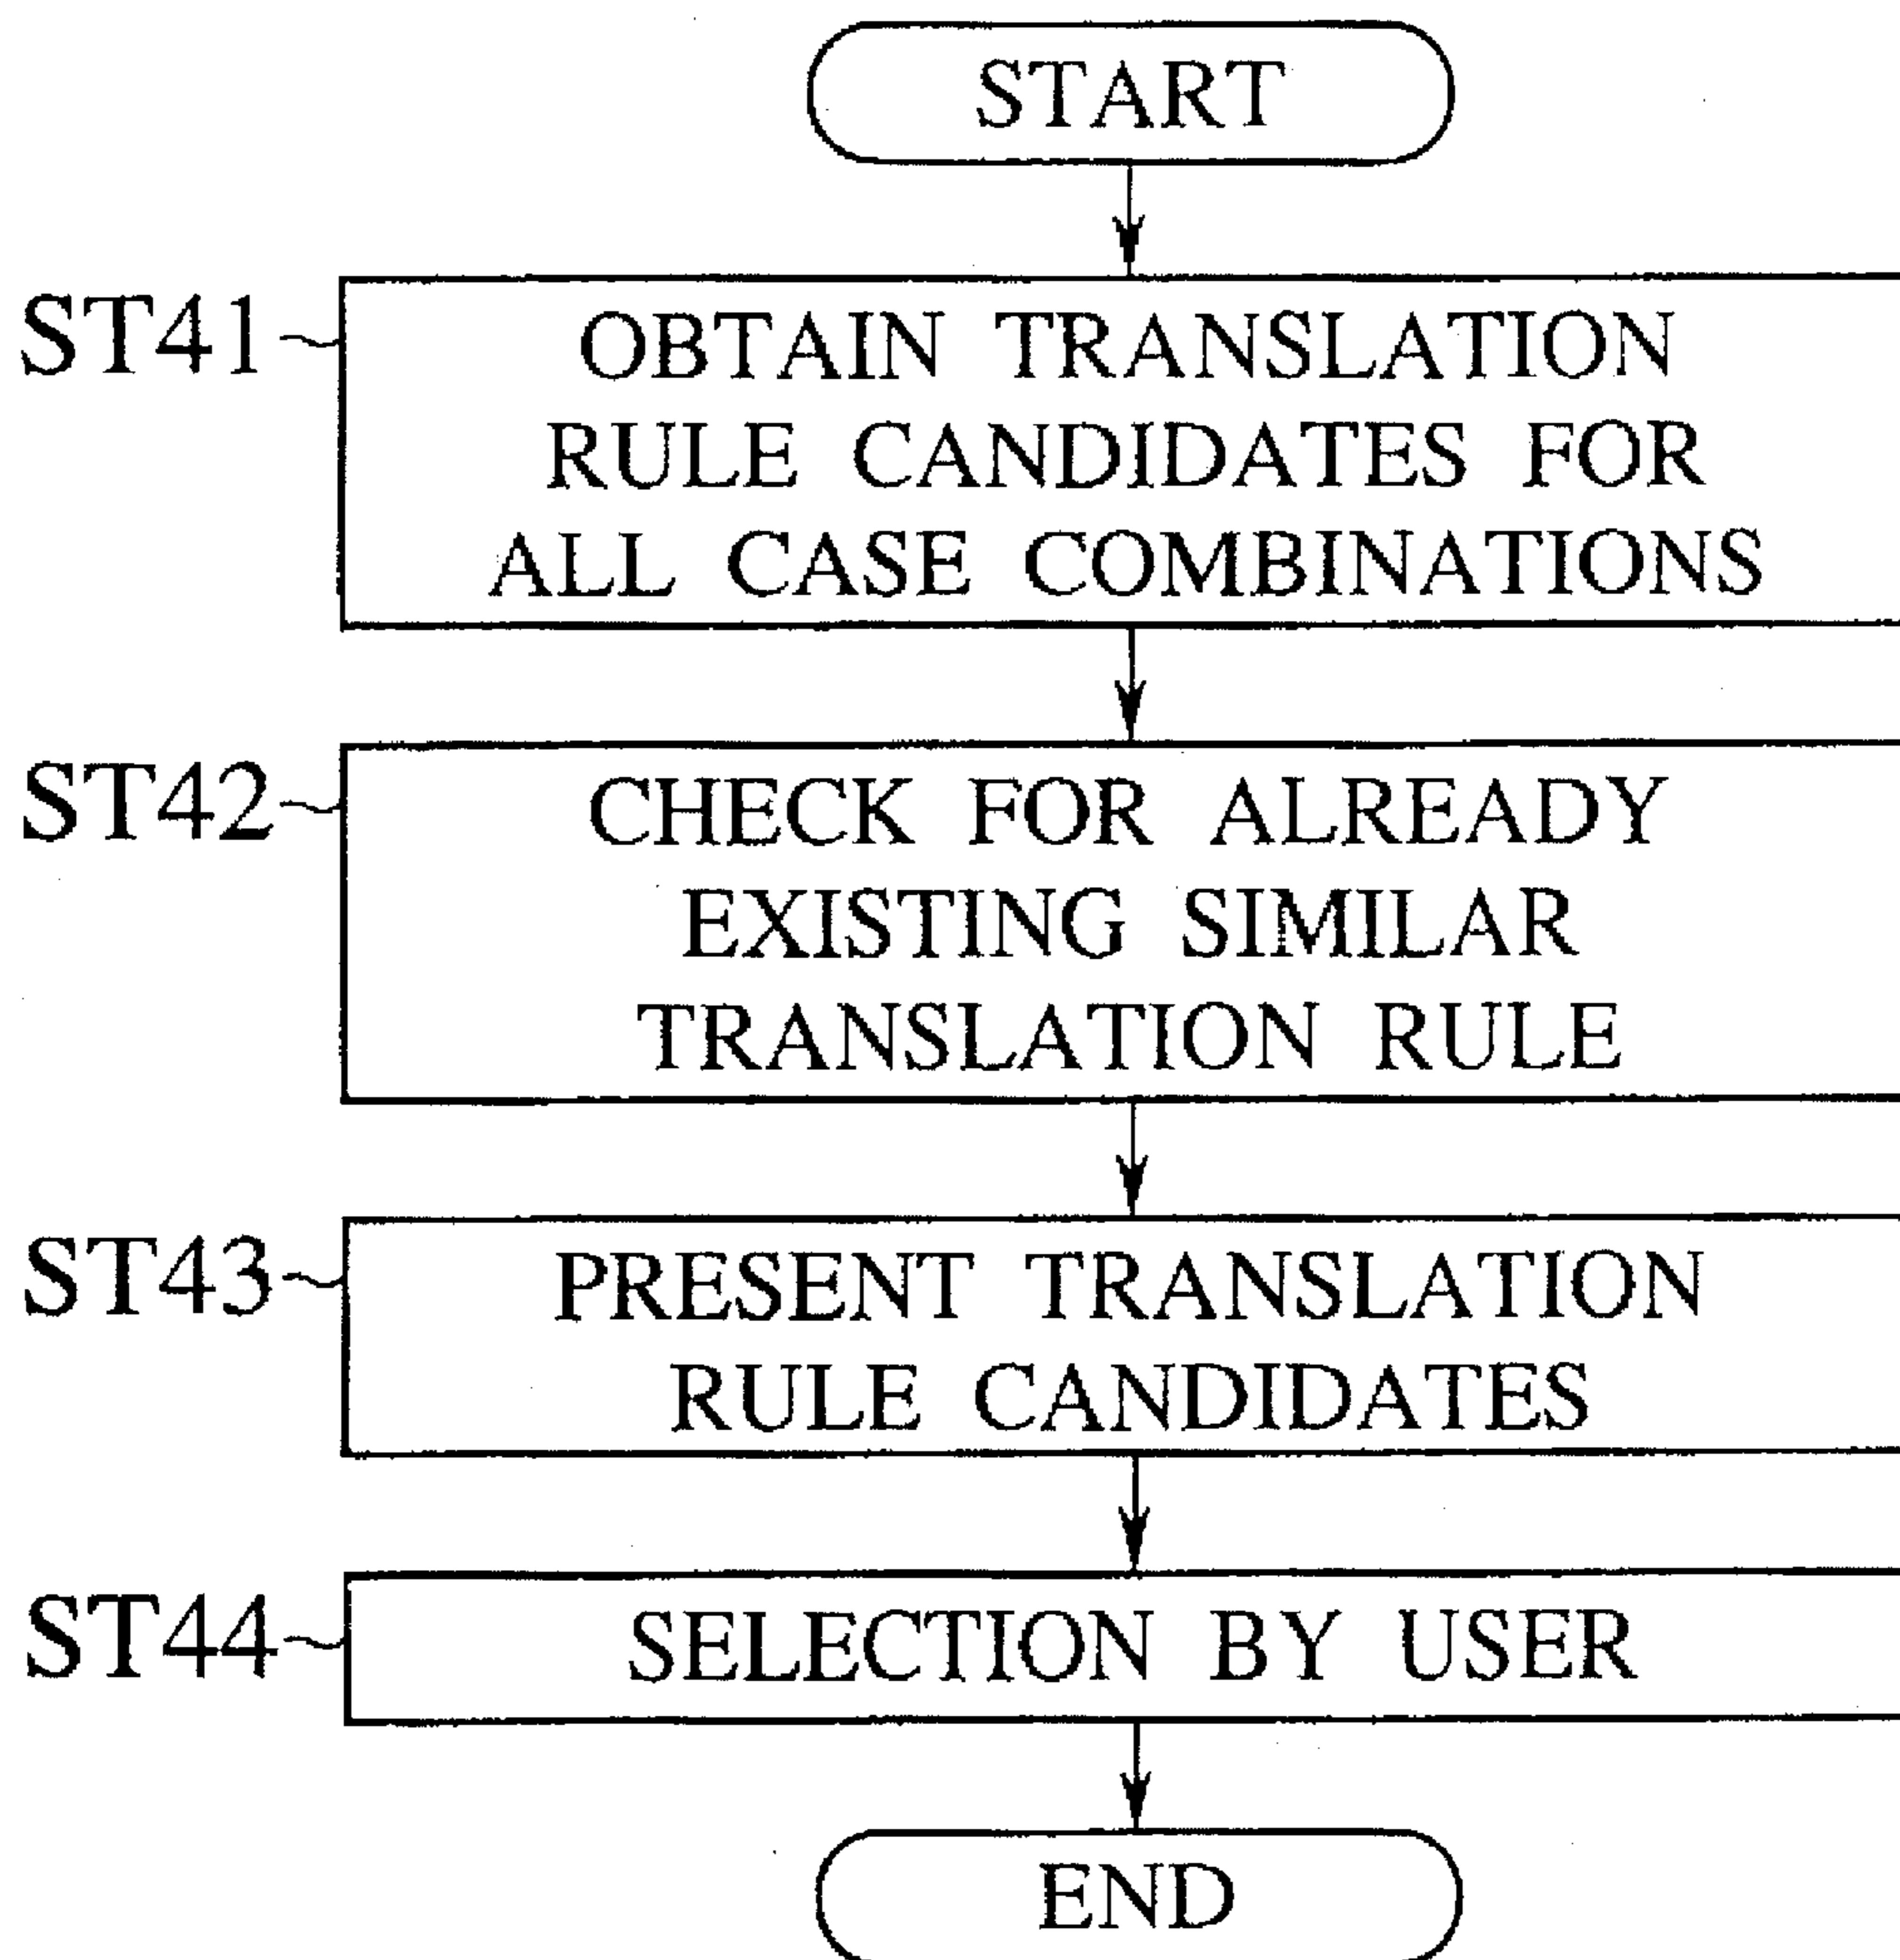 START
ST41
OBTAIN TRANSLATION
RULE CANDIDATES FOR
ALL CASE COMBINATIONS
ST42
CHECK FOR ALREADY
EXISTING SIMILAR
TRANSLATION RULE
ST43
PRESENT TRANSLATION
RULE CANDIDATES
ST44
SELECTION BY USER
END